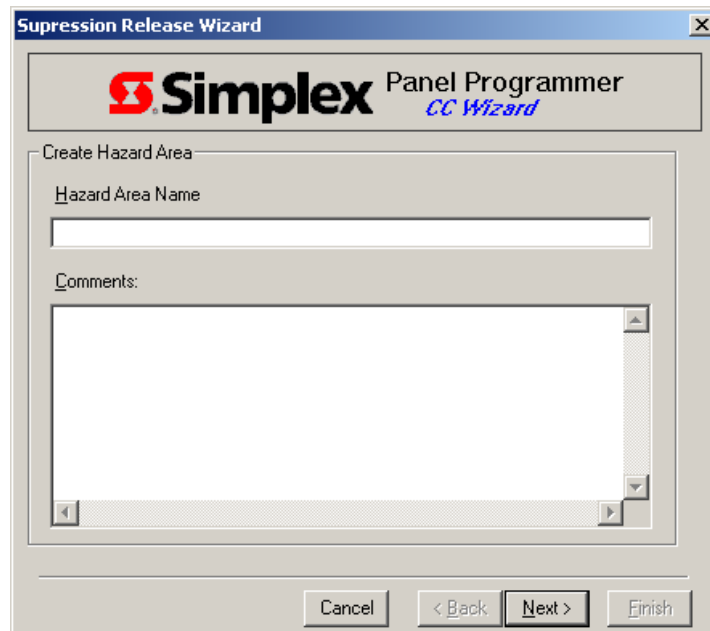 Supression Release Wizard
Simplex Panel Programmer
CC Wizard
Create Hazard Area
Hazard Area Name
Comments:
Cancel
< Back
Next >
Finish